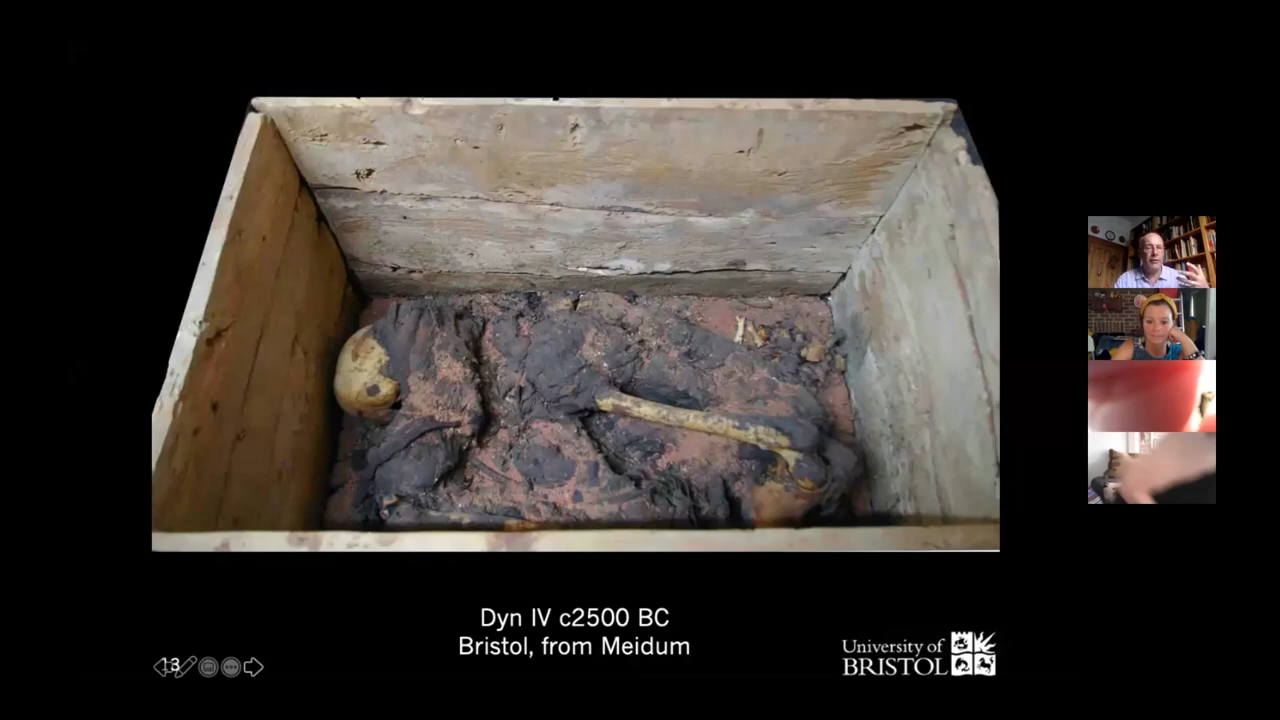 Dyn IV c2500 BC
Bristol, from Meidum
13
University of
BRISTOL